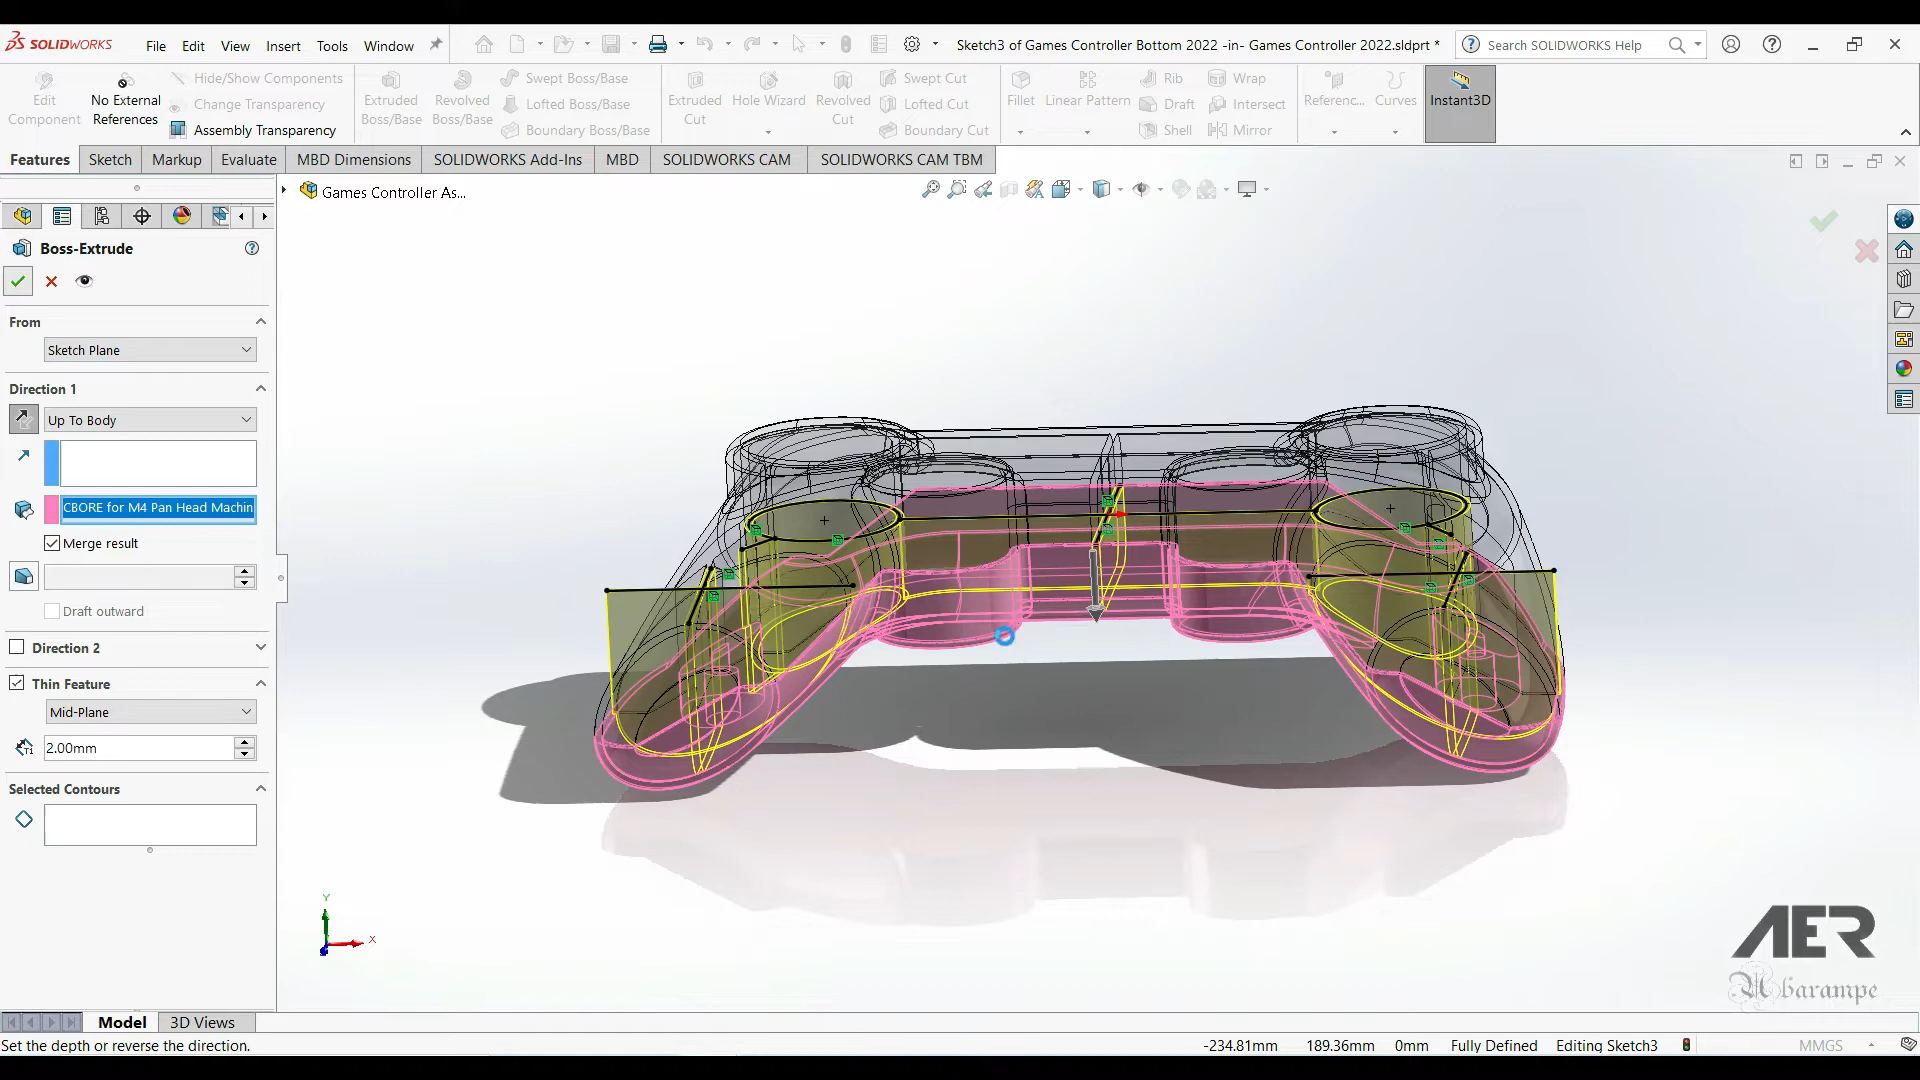 SOLIDWORKS
File
Edit
View
Insert
Tools
Window
Sketch3 of Games Controller Bottom 2022 -in- Games Controller 2022.sldprt *
Search SOLIDWORKS Help
Edit Component
No External References
Hide/Show Components
Change Transparency
Assembly Transparency
Extruded Boss/Base
Revolved Boss/Base
Swept Boss/Base
Lofted Boss/Base
Boundary Boss/Base
Extruded Cut
Hole Wizard
Revolved Cut
Swept Cut
Lofted Cut
Boundary Cut
Fillet
Linear Pattern
Rib
Draft
Shell
Wrap
Intersect
Mirror
Referenc...
Curves
Instant3D
Features
Sketch
Markup
Evaluate
MBD Dimensions
SOLIDWORKS Add-Ins
MBD
SOLIDWORKS CAM
SOLIDWORKS CAM TBM
Games Controller As...
Boss-Extrude
From
Sketch Plane
Direction 1
Up To Body
CBORE for M4 Pan Head Machin
Merge result
Draft outward
Direction 2
Thin Feature
Mid-Plane
2.00mm
Selected Contours
Y
X
AER
Abarampe
Model
3D Views
Set the depth or reverse the direction.
-234.81mm
189.36mm
0mm
Fully Defined
Editing Sketch3
MMGS